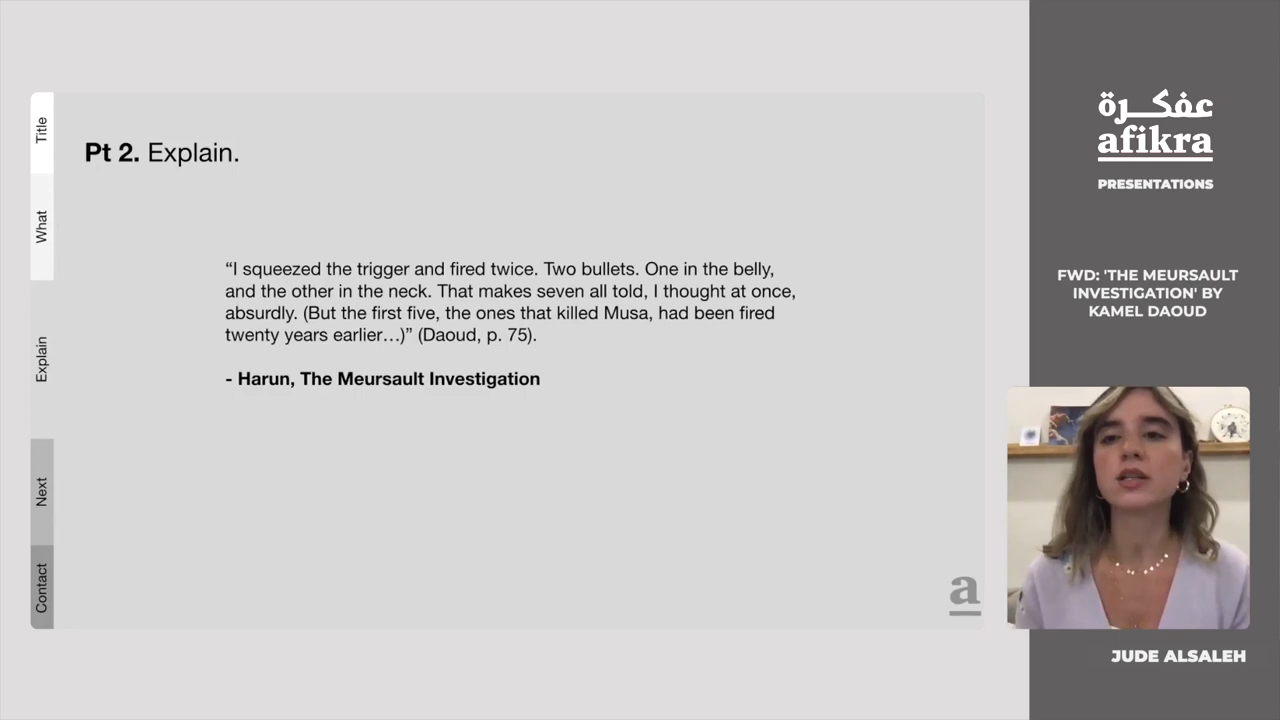 Title
What
Explain
Next
Contact
Pt 2. Explain.
“I squeezed the trigger and fired twice. Two bullets. One in the belly,
and the other in the neck. That makes seven all told, I thought at once,
absurdly. (But the first five, the ones that killed Musa, had been fired
twenty years earlier…)” (Daoud, p. 75).
- Harun, The Meursault Investigation
a
عفكرة
afikra
PRESENTATIONS
FWD: 'THE MEURSAULT
INVESTIGATION' BY
KAMEL DAOUD
JUDE ALSALEH